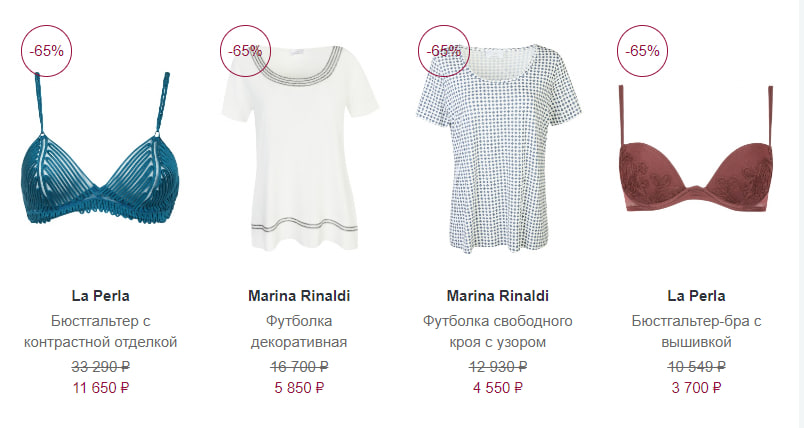 -65%
-65%
-65%
-65%
La Perla
Бюстгальтер с
контрастной отделкой
33 290 ₽
11 650 ₽
Marina Rinaldi
Футболка
декоративная
16 700 ₽
5 850 ₽
Marina Rinaldi
Футболка свободного
кроя с узором
12 930 ₽
4 550 ₽
La Perla
Бюстгальтер-бра с
вышивкой
10 549 ₽
3 700 ₽